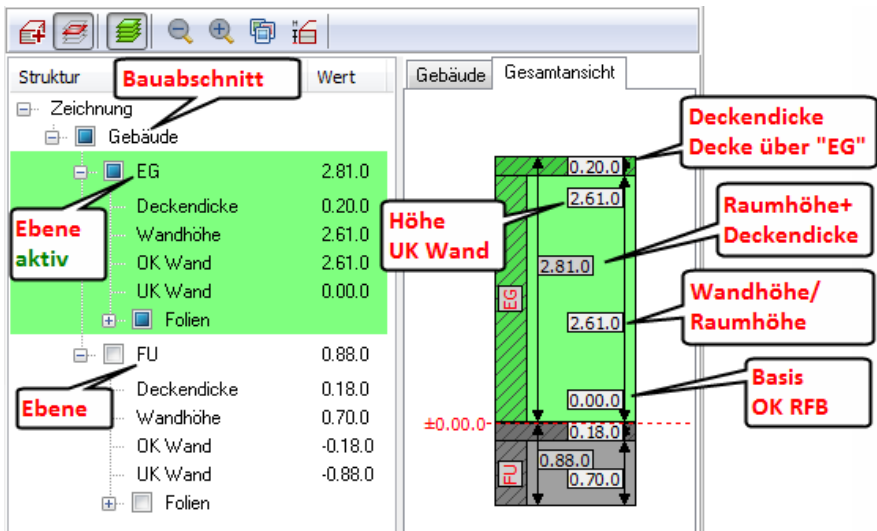 Struktur
Bauabschnitt
Wert
Gebäude
Gesamtansicht
Zeichnung
Gebäude
EG 2.81.0
Deckendicke 0.20.0
Wandhöhe 2.61.0
OK Wand 2.61.0
UK Wand 0.00.0
Folien
Ebene
aktiv
FU 0.88.0
Deckendicke 0.18.0
Wandhöhe 0.70.0
OK Wand -0.18.0
UK Wand -0.88.0
Folien
Ebene
Deckendicke
Decke über "EG"
0.20.0
2.61.0
Höhe
UK Wand
Raumhöhe+
Deckendicke
2.81.0
EG
Wandhöhe/
Raumhöhe
2.61.0
Basis
OK RFB
0.00.0
±0.00.0
0.18.0
0.88.0
FU
0.70.0